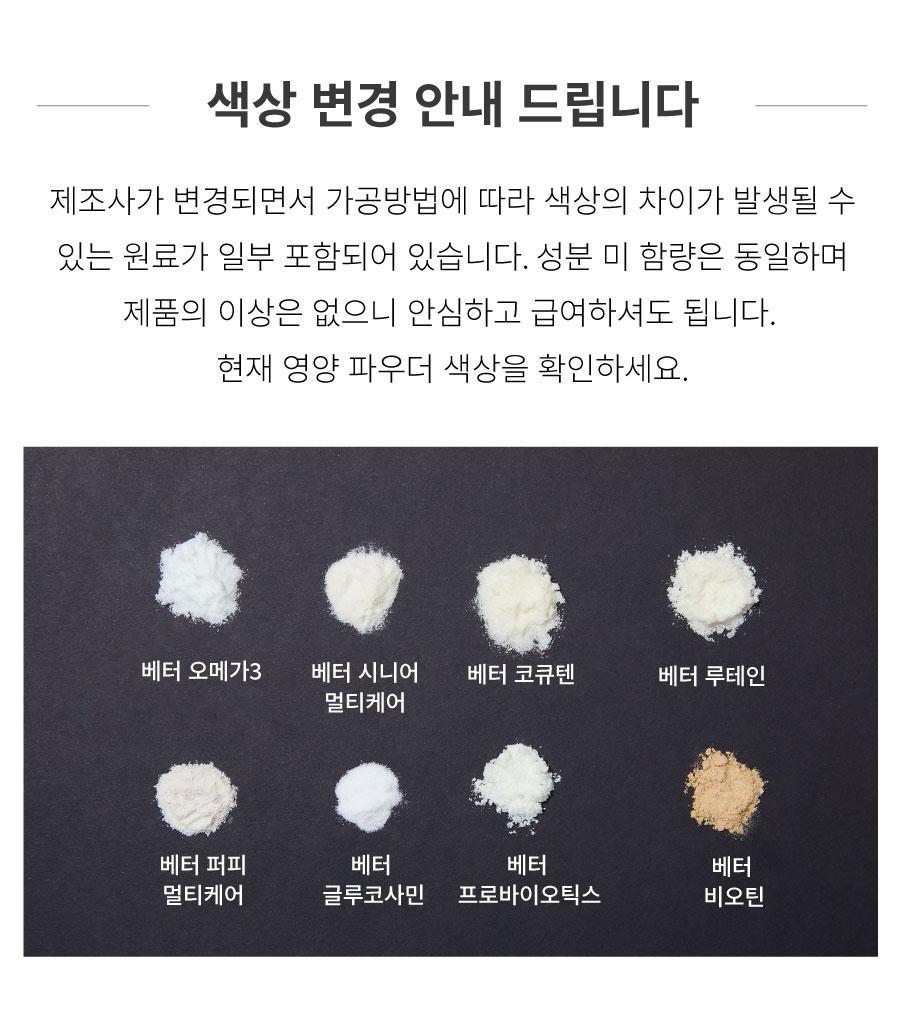 색상 변경 안내 드립니다
제조사가 변경되면서 가공방법에 따라 색상의 차이가 발생될 수
있는 원료가 일부 포함되어 있습니다. 성분 미 함량은 동일하며
제품의 이상은 없으니 안심하고 급여하셔도 됩니다.
현재 영양 파우더 색상을 확인하세요.
베터 오메가3
베터 시니어
멀티케어
베터 코큐텐
베터 루테인
베터 퍼피
멀티케어
베터
글루코사민
베터
프로바이오틱스
베터
비오틴